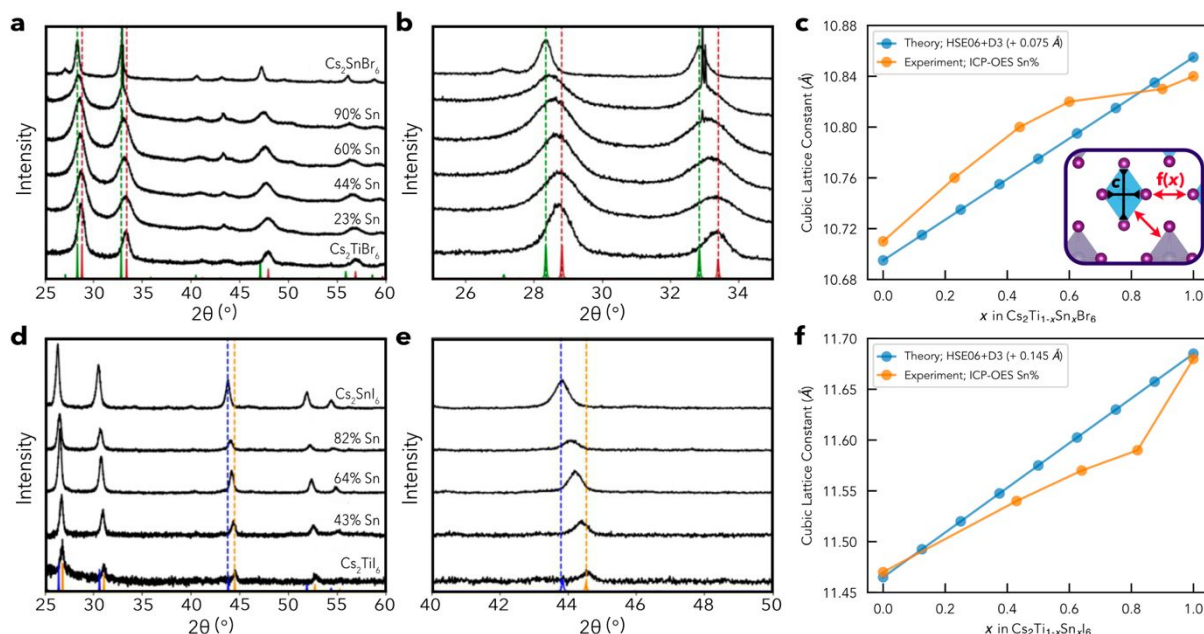 a
Cs₂SnBr₆
90% Sn
60% Sn
44% Sn
23% Sn
Cs₂TiBr₆
Intensity
25 30 35 40 45 50 55 60
2θ (°)
b
Intensity
26 28 30 32 34
2θ (°)
c
10.88
10.84
10.80
10.76
10.72
10.68
Cubic Lattice Constant (Å)
Theory; HSE06+D3 (+ 0.075 Å)
Experiment; ICP-OES Sn%
c
f(x)
0.0 0.2 0.4 0.6 0.8 1.0
x in Cs₂Ti₁₋ₓSnₓBr₆
d
Cs₂SnI₆
82% Sn
64% Sn
43% Sn
Cs₂TiI₆
Intensity
25 30 35 40 45 50 55 60
2θ (°)
e
Intensity
40 42 44 46 48 50
2θ (°)
f
11.70
11.65
11.60
11.55
11.50
11.45
Cubic Lattice Constant (Å)
Theory; HSE06+D3 (+ 0.145 Å)
Experiment; ICP-OES Sn%
0.0 0.2 0.4 0.6 0.8 1.0
x in Cs₂Ti₁₋ₓSnₓI₆